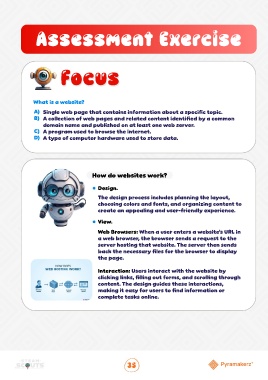 Assessment Exercise
Focus
What is a website?
A) Single web page that contains information about a specific topic.
B) A collection of web pages and related content identified by a common
domain name and published on at least one web server.
C) A program used to browse the internet.
D) A type of computer hardware used to store data.
How do websites work?
• Design.
The design process includes planning the layout,
choosing colors and fonts, and organizing content to
create an appealing and user-friendly experience.
• View.
Web Browsers: When a user enters a website's URL in
a web browser, the browser sends a request to the
server hosting that website. The server then sends
back the necessary files for the browser to display
the page.
Interaction: Users interact with the website by
clicking links, filling out forms, and scrolling through
content. The design guides these interactions,
making it easy for users to find information or
complete tasks online.
35
Pyramakerz